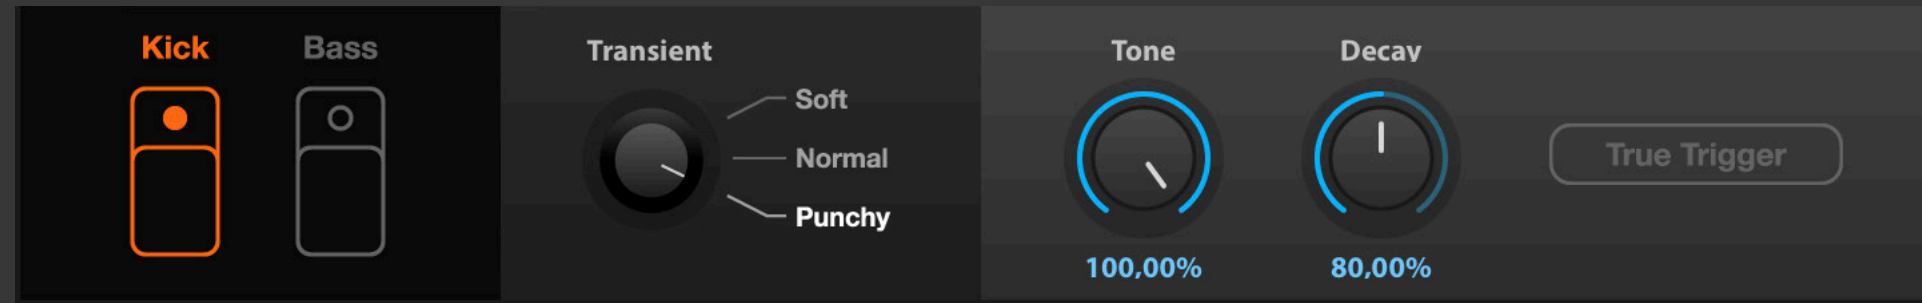 Kick
Bass
Transient
Soft
Normal
Punchy
Tone
100,00%
Decay
80,00%
True Trigger